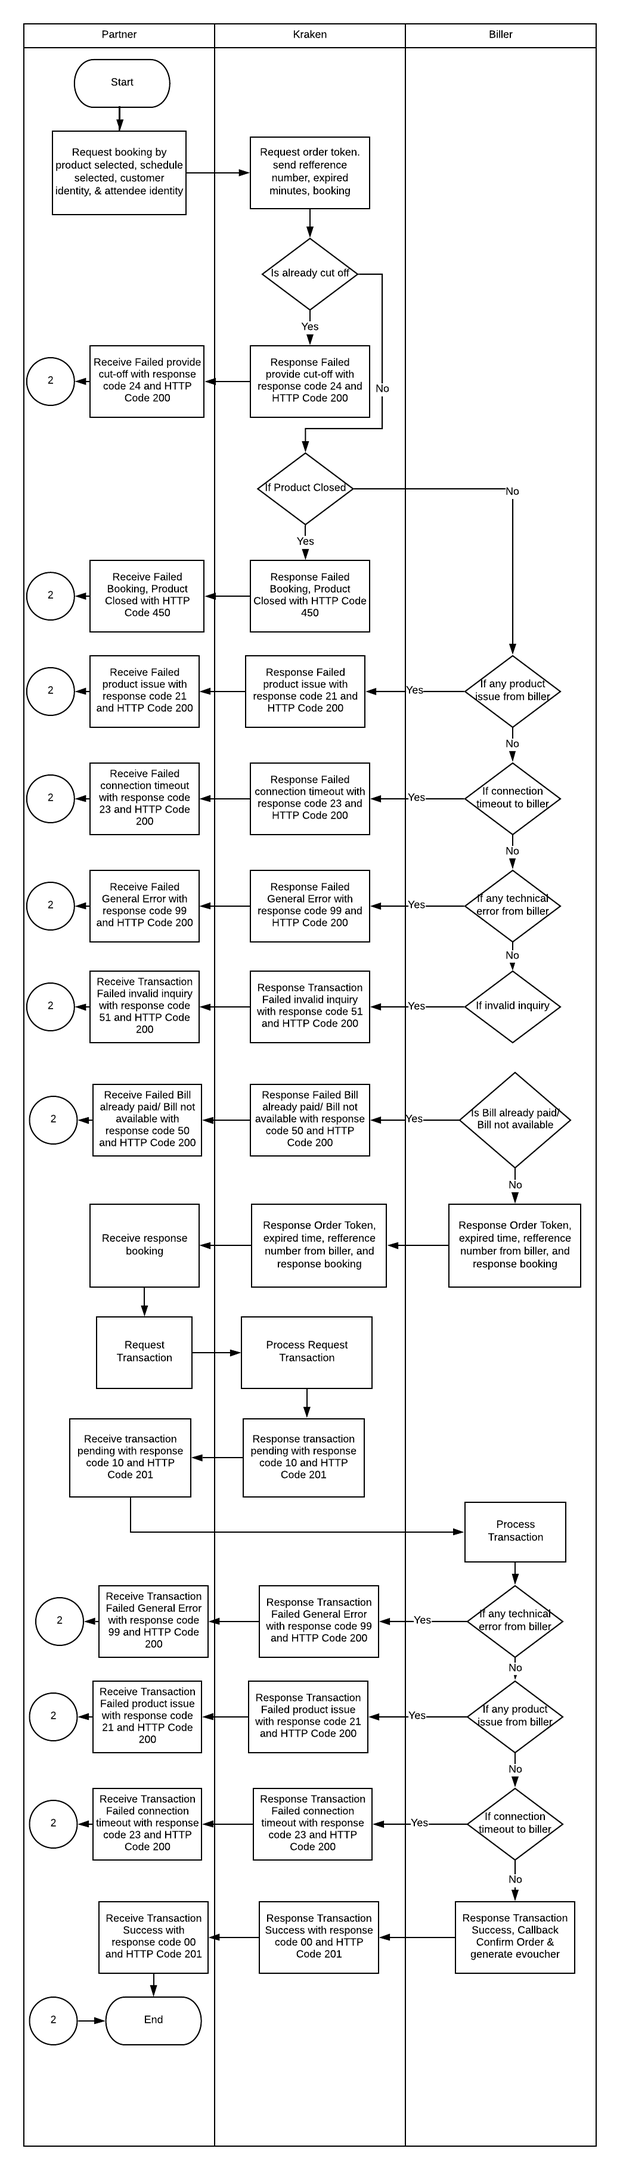 Partner
Kraken
Biller
Start
Request booking by
product selected, schedule
selected, customer
identity, & attendee identity
Request order token.
send refference
number, expired
minutes, booking
Is already cut off
Yes
No
Receive Failed provide
cut-off with response
code 24 and HTTP
Code 200
Response Failed
provide cut-off with
response code 24 and
HTTP Code 200
2
If Product Closed
No
Yes
Receive Failed
Booking, Product
Closed with HTTP
Code 450
Response Failed
Booking, Product
Closed with HTTP Code
450
2
Receive Failed
product issue with
response code 21
and HTTP Code 200
Response Failed
product issue with
response code 21 and
HTTP Code 200
If any product
issue from biller
Yes
2
No
Receive Failed
connection timeout
with response code
23 and HTTP Code
200
Response Failed
connection timeout with
response code 23 and
HTTP Code 200
If connection
timeout to biller
Yes
2
No
Receive Failed
General Error with
response code 99
and HTTP Code 200
Response Failed
General Error with
response code 99 and
HTTP Code 200
If any technical
error from biller
Yes
2
No
Receive Transaction
Failed invalid inquiry
with response code
51 and HTTP Code
200
Response Transaction
Failed invalid inquiry
with response code 51
and HTTP Code 200
If invalid inquiry
Yes
2
Receive Failed Bill
already paid/ Bill not
available with
response code 50
and HTTP Code 200
Response Failed Bill
already paid/ Bill not
available with response
code 50 and HTTP
Code 200
Is Bill already paid/
Bill not available
Yes
2
No
Receive response
booking
Response Order Token,
expired time, refference
number from biller, and
response booking
Response Order Token,
expired time, refference
number from biller, and
response booking
Request
Transaction
Process Request
Transaction
Receive transaction
pending with response
code 10 and HTTP
Code 201
Response transaction
pending with response
code 10 and HTTP
Code 201
Process
Transaction
Receive Transaction
Failed General Error
with response code
99 and HTTP Code
200
Response Transaction
Failed General Error
with response code 99
and HTTP Code 200
If any technical
error from biller
Yes
2
No
Receive Transaction
Failed product issue
with response code
21 and HTTP Code
200
Response Transaction
Failed product issue
with response code 21
and HTTP Code 200
If any product
issue from biller
Yes
2
No
Receive Transaction
Failed connection
timeout with response
code 23 and HTTP
Code 200
Response Transaction
Failed connection
timeout with response
code 23 and HTTP
Code 200
If connection
timeout to biller
Yes
2
No
Receive Transaction
Success with
response code 00
and HTTP Code 201
Response Transaction
Success with response
code 00 and HTTP
Code 201
Response Transaction
Success, Callback
Confirm Order &
generate evoucher
2
End